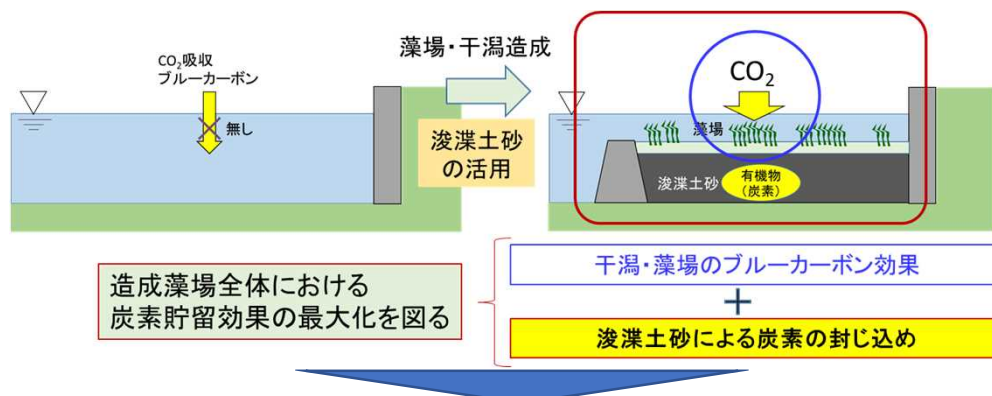 CO₂吸収
ブルーカーボン
無し
藻場・干潟造成
浚渫土砂
の活用
CO₂
藻場
浚渫土砂
有機物
(炭素)
造成藻場全体における
炭素貯留効果の最大化を図る
干潟・藻場のブルーカーボン効果
+
浚渫土砂による炭素の封じ込め